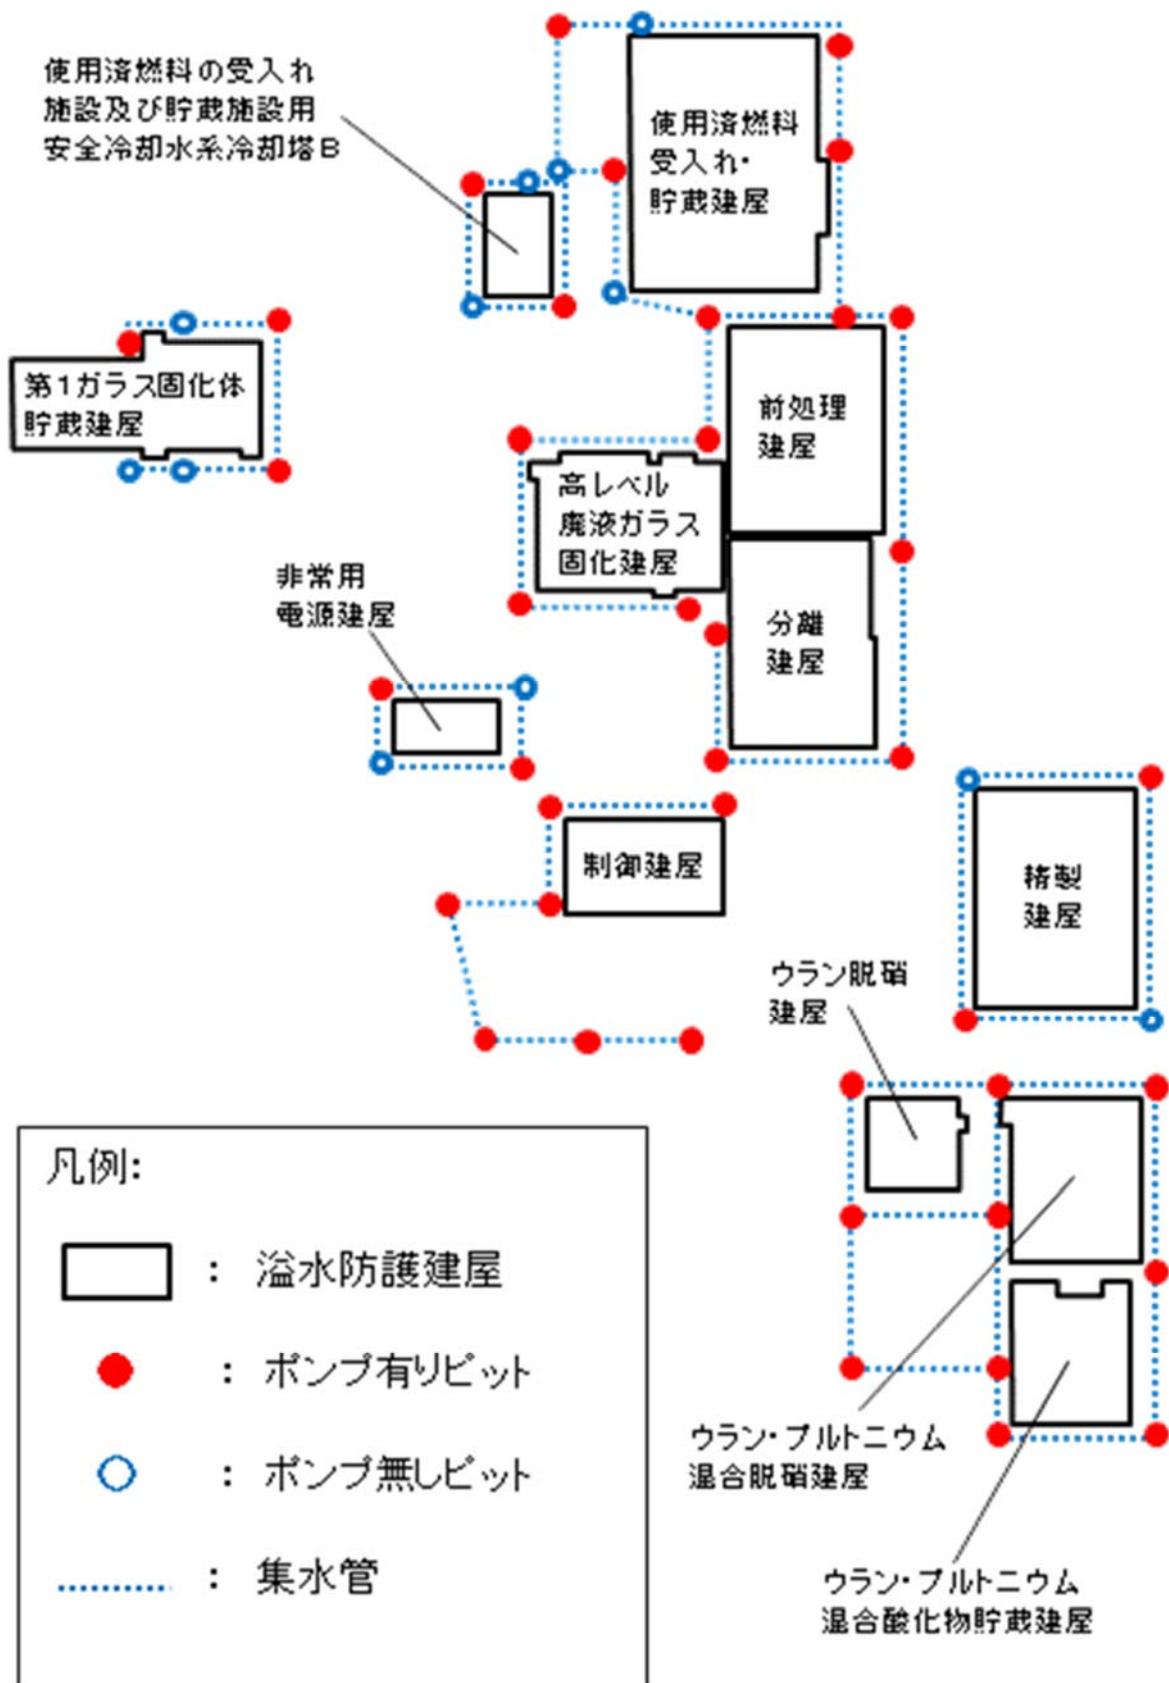 使用済燃料の受入れ
施設及び貯蔵施設用
安全冷却水系冷却塔B
使用済燃料
受入れ・
貯蔵建屋
第1ガラス固化体
貯蔵建屋
前処理
建屋
高レベル
廃液ガラス
固化建屋
非常用
電源建屋
分離
建屋
制御建屋
精製
建屋
ウラン脱硝
建屋
凡例:
: 溢水防護建屋
: ポンプ有りピット
: ポンプ無しピット
: 集水管
ウラン・プルトニウム
混合脱硝建屋
ウラン・プルトニウム
混合酸化物貯蔵建屋